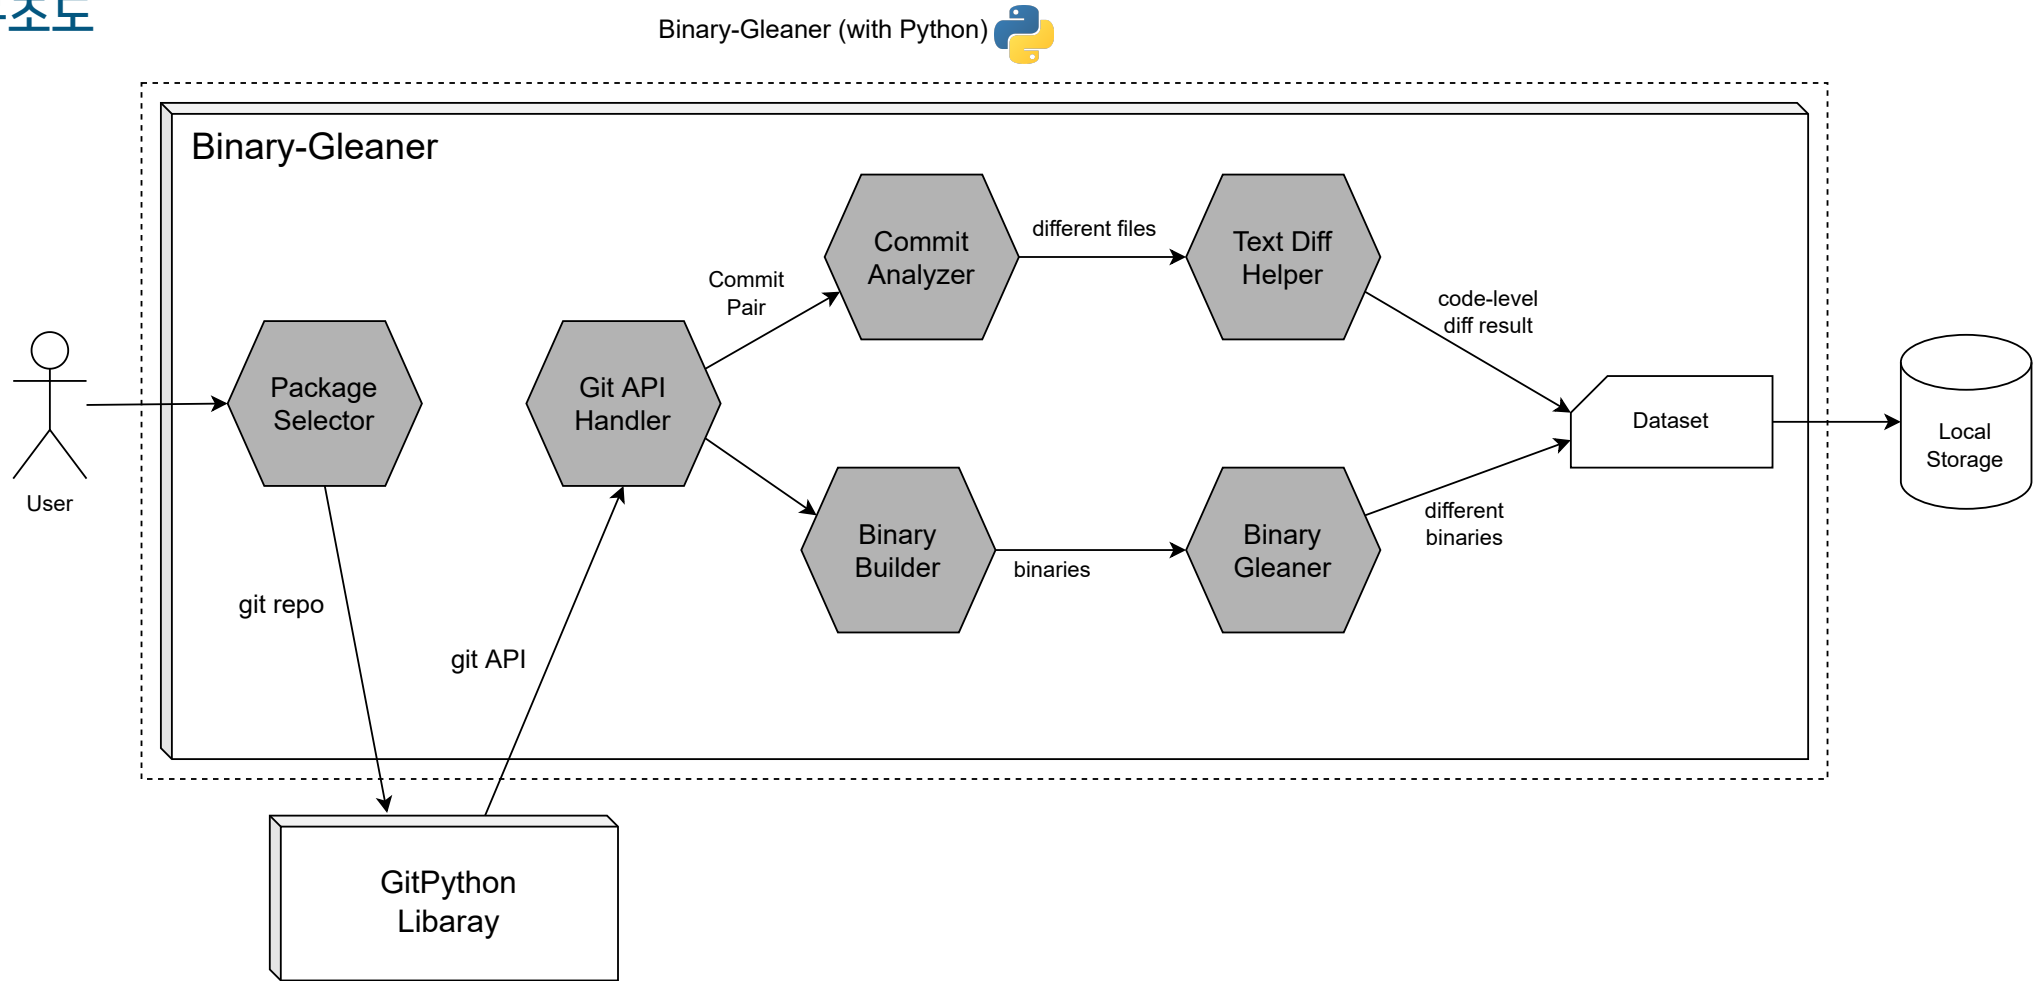 조도
Binary-Gleaner (with Python)
Binary-Gleaner
Commit
Analyzer
different files
Text Diff
Helper
Commit
Pair
code-level
diff result
Package
Selector
Git API
Handler
Dataset
Local
Storage
User
Binary
Builder
binaries
Binary
Gleaner
different
binaries
git repo
git API
GitPython
Libaray